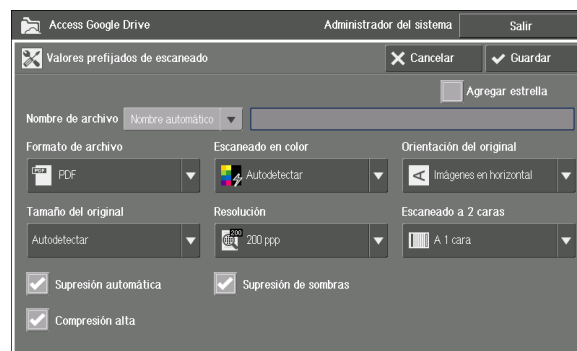 Access Google Drive Administrador del sistema Salir
Valores prefijados de escaneado Cancelar Guardar
Agregar estrella
Nombre de archivo Nombre automático
Formato de archivo Escaneado en color Orientación del original
PDF PDF Autodetectar Imágenes en horizontal
Tamaño del original Resolución Escaneado a 2 caras
Autodetectar 200 200 ppp A 1 cara
Supresión automática Supresión de sombras
Compresión alta